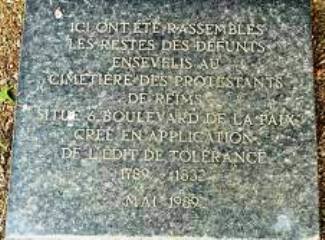 ICI ONT ÉTÉ RASSEMBLÉS
LES RESTES DES DÉFUNTS
ENSEVELIS AU
CIMETIÈRE DES PROTESTANTS
DE REIMS
SITUÉ 6, BOULEVARD DE LA PAIX
CRÉÉ EN APPLICATION
DE L'ÉDIT DE TOLÉRANCE
1789 - 1832
MAI 1989